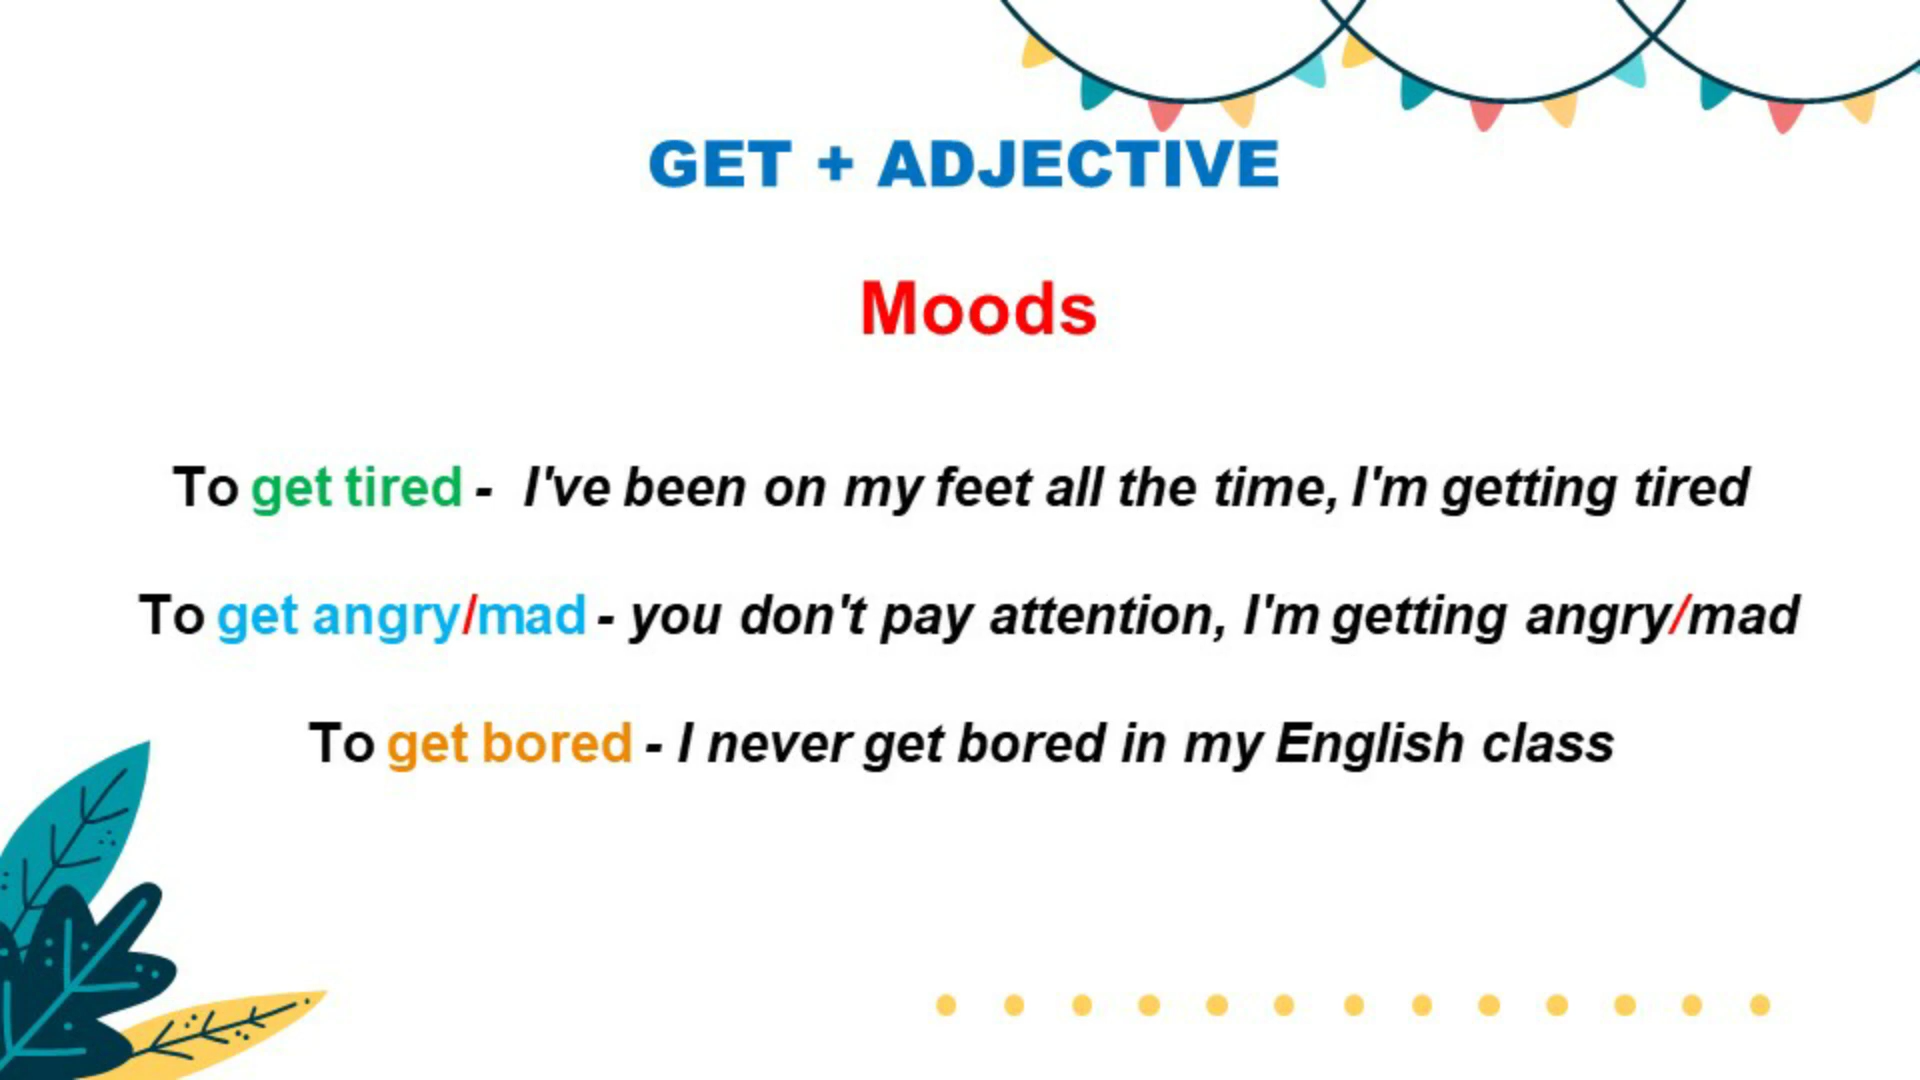 GET + ADJECTIVE
Moods
To get tired - I've been on my feet all the time, I'm getting tired
To get angry/mad - you don't pay attention, I'm getting angry/mad
To get bored - I never get bored in my English class